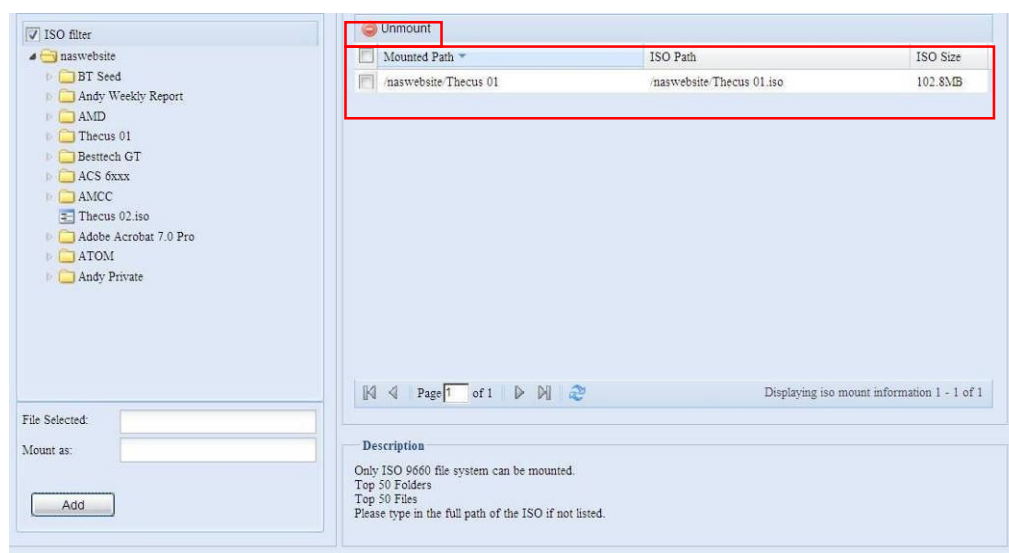 ISO filter
naswebsite
BT Seed
Andy Weekly Report
AMD
Thecus 01
Besttech GT
ACS 6xxx
AMCC
Thecus 02.iso
Adobe Acrobat 7.0 Pro
ATOM
Andy Private
File Selected:
Mount as:
Add
Unmount
Mounted Path ISO Path ISO Size
/naswebsite/Thecus 01 /naswebsite/Thecus 01.iso 102.8MB
Page 1 of 1 Displaying iso mount information 1 - 1 of 1
Description
Only ISO 9660 file system can be mounted.
Top 50 Folders
Top 50 Files
Please type in the full path of the ISO if not listed.